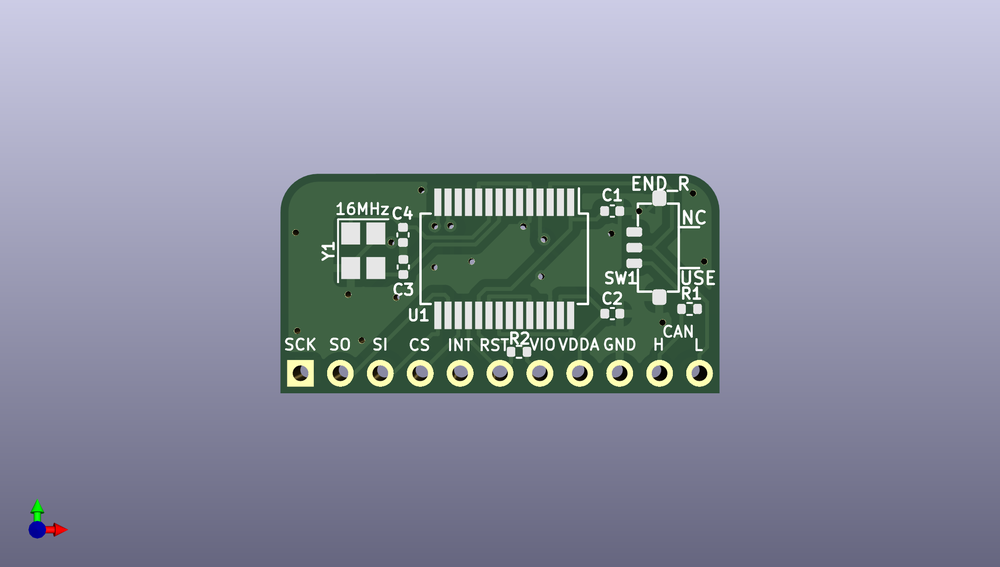 END_R
C1
16MHz C4
NC
Y1
SW1 USE
C3
C2
R1
U1
CAN
R2
SCK SO SI CS INT RST VIO VDDA GND H L